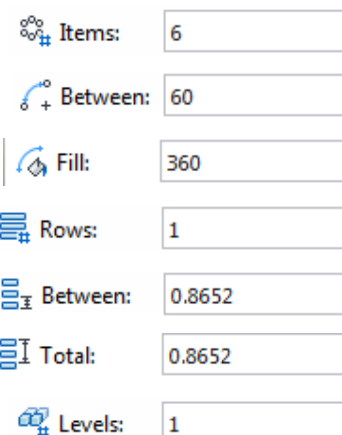 Items: 6
Between: 60
Fill: 360
Rows: 1
Between: 0.8652
Total: 0.8652
Levels: 1